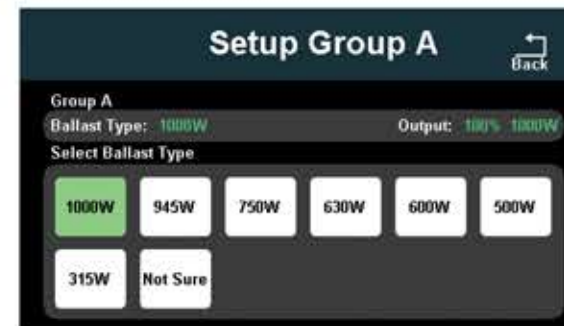 Setup Group A
Back
Group A
Ballast Type: 1000W Output: 100% 1000W
Select Ballast Type
1000W 945W 750W 630W 600W 500W
315W Not Sure